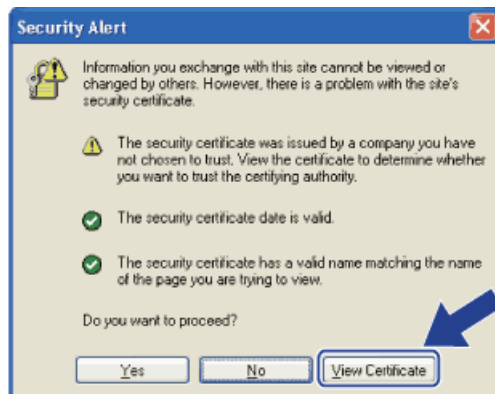 Security Alert
Information you exchange with this site cannot be viewed or
changed by others. However, there is a problem with the site's
security certificate.
The security certificate was issued by a company you have
not chosen to trust. View the certificate to determine whether
you want to trust the certifying authority.
The security certificate date is valid.
The security certificate has a valid name matching the name
of the page you are trying to view.
Do you want to proceed?
Yes No View Certificate